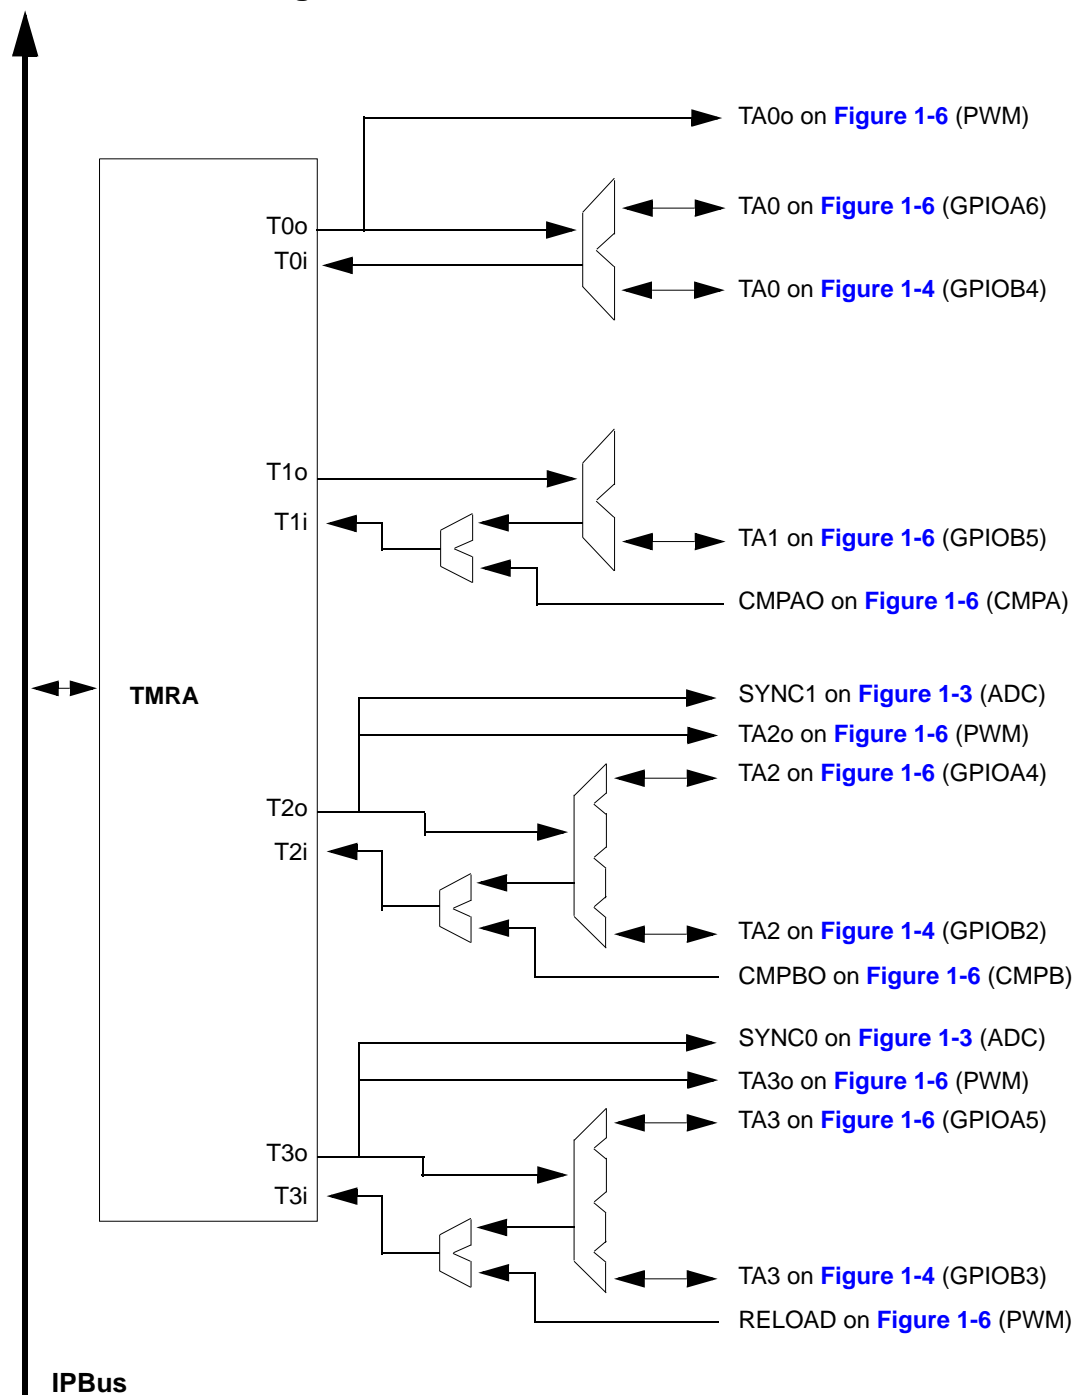 TA0o on Figure 1-6 (PWM)
T0o
TA0 on Figure 1-6 (GPIOA6)
T0i
TA0 on Figure 1-4 (GPIOB4)
T1o
T1i
TA1 on Figure 1-6 (GPIOB5)
CMPAO on Figure 1-6 (CMPA)
TMRA
SYNC1 on Figure 1-3 (ADC)
TA2o on Figure 1-6 (PWM)
TA2 on Figure 1-6 (GPIOA4)
T2o
T2i
TA2 on Figure 1-4 (GPIOB2)
CMPBO on Figure 1-6 (CMPB)
SYNC0 on Figure 1-3 (ADC)
TA3o on Figure 1-6 (PWM)
TA3 on Figure 1-6 (GPIOA5)
T3o
T3i
TA3 on Figure 1-4 (GPIOB3)
RELOAD on Figure 1-6 (PWM)
IPBus